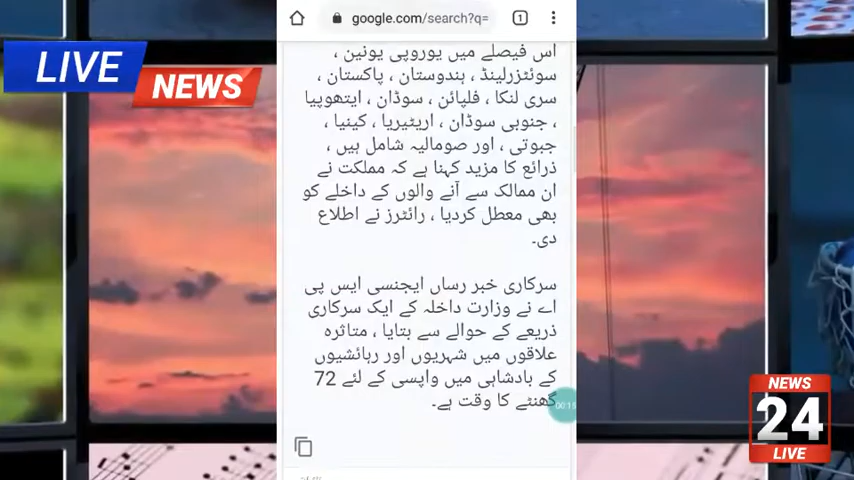 google.com/search?q=
1
LIVE
NEWS
اس فیصلے میں یوروپی یونین ،
سوئٹزرلینڈ ، ہندوستان ، پاکستان ،
سری لنکا ، فلپائن ، سوڈان ، ایتھوپیا
، جنوبی سوڈان ، اریٹیریا ، کینیا ،
جبوتی ، اور صومالیہ شامل ہیں ،
ذرائع کا مزید کہنا ہے کہ مملکت نے
ان ممالک سے آنے والوں کے داخلے کو
بھی معطل کردیا ، رائٹرز نے اطلاع
دی۔
سرکاری خبر رساں ایجنسی ایس پی
اے نے وزارت داخلہ کے ایک سرکاری
ذریعے کے حوالے سے بتایا ، متاثرہ
علاقوں میں شہریوں اور رہائشیوں
کے بادشاہی میں واپسی کے لئے 72
گھنٹے کا وقت ہے۔
00:15
NEWS
24
LIVE